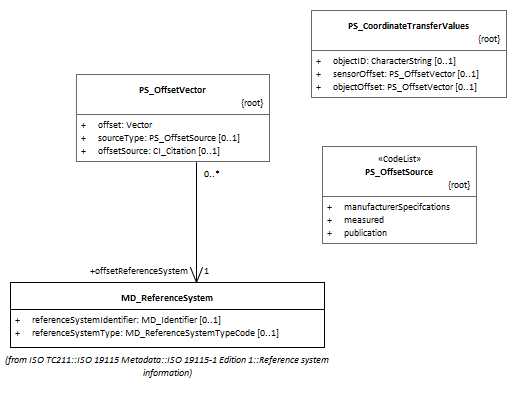 PS_CoordinateTransferValues
{root}
+ objectID: CharacterString [0..1]
+ sensorOffset: PS_OffsetVector [0..1]
+ objectOffset: PS_OffsetVector [0..1]
PS_OffsetVector
{root}
+ offset: Vector
+ sourceType: PS_OffsetSource [0..1]
+ offsetSource: CI_Citation [0..1]
«CodeList»
PS_OffsetSource
{root}
+ manufacturerSpecifcations
+ measured
+ publication
0..*
+offsetReferenceSystem
1
MD_ReferenceSystem
+ referenceSystemIdentifier: MD_Identifier [0..1]
+ referenceSystemType: MD_ReferenceSystemTypeCode [0..1]
(from ISO TC211::ISO 19115 Metadata::ISO 19115-1 Edition 1::Reference system
information)